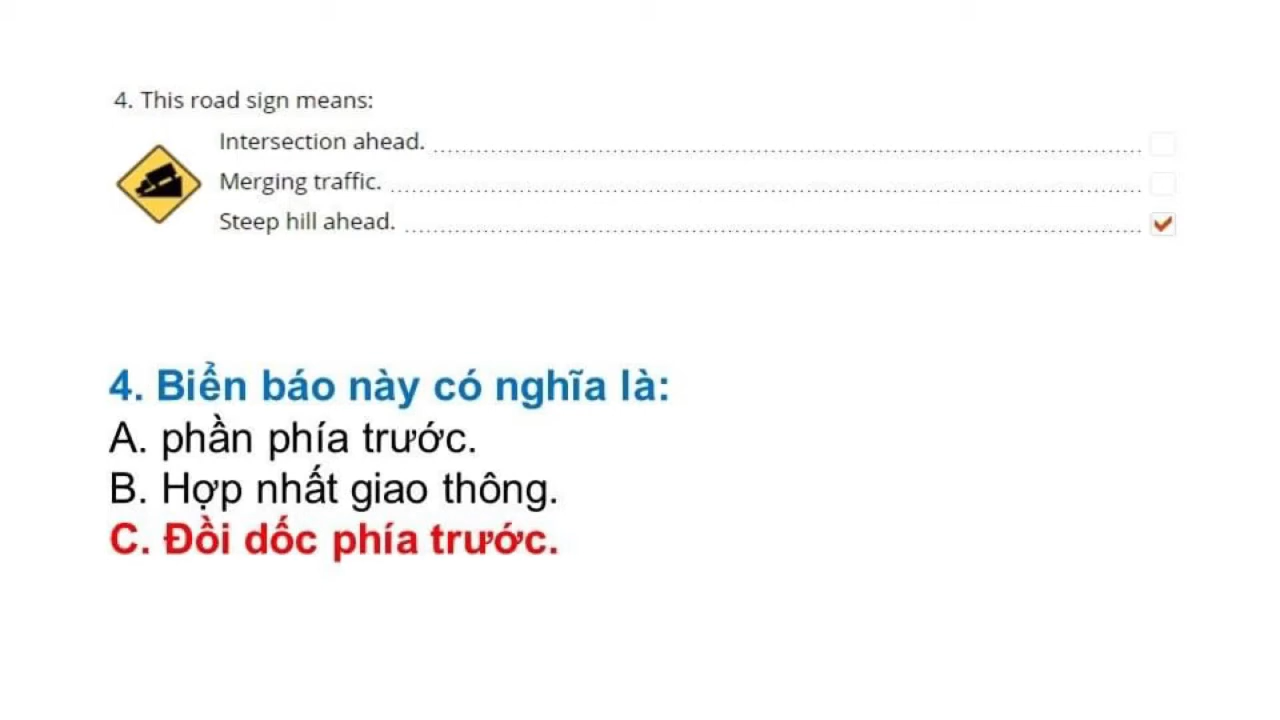 4. This road sign means:
Intersection ahead.
Merging traffic.
Steep hill ahead.
4. Biển báo này có nghĩa là:
A. phần phía trước.
B. Hợp nhất giao thông.
C. Đồi dốc phía trước.